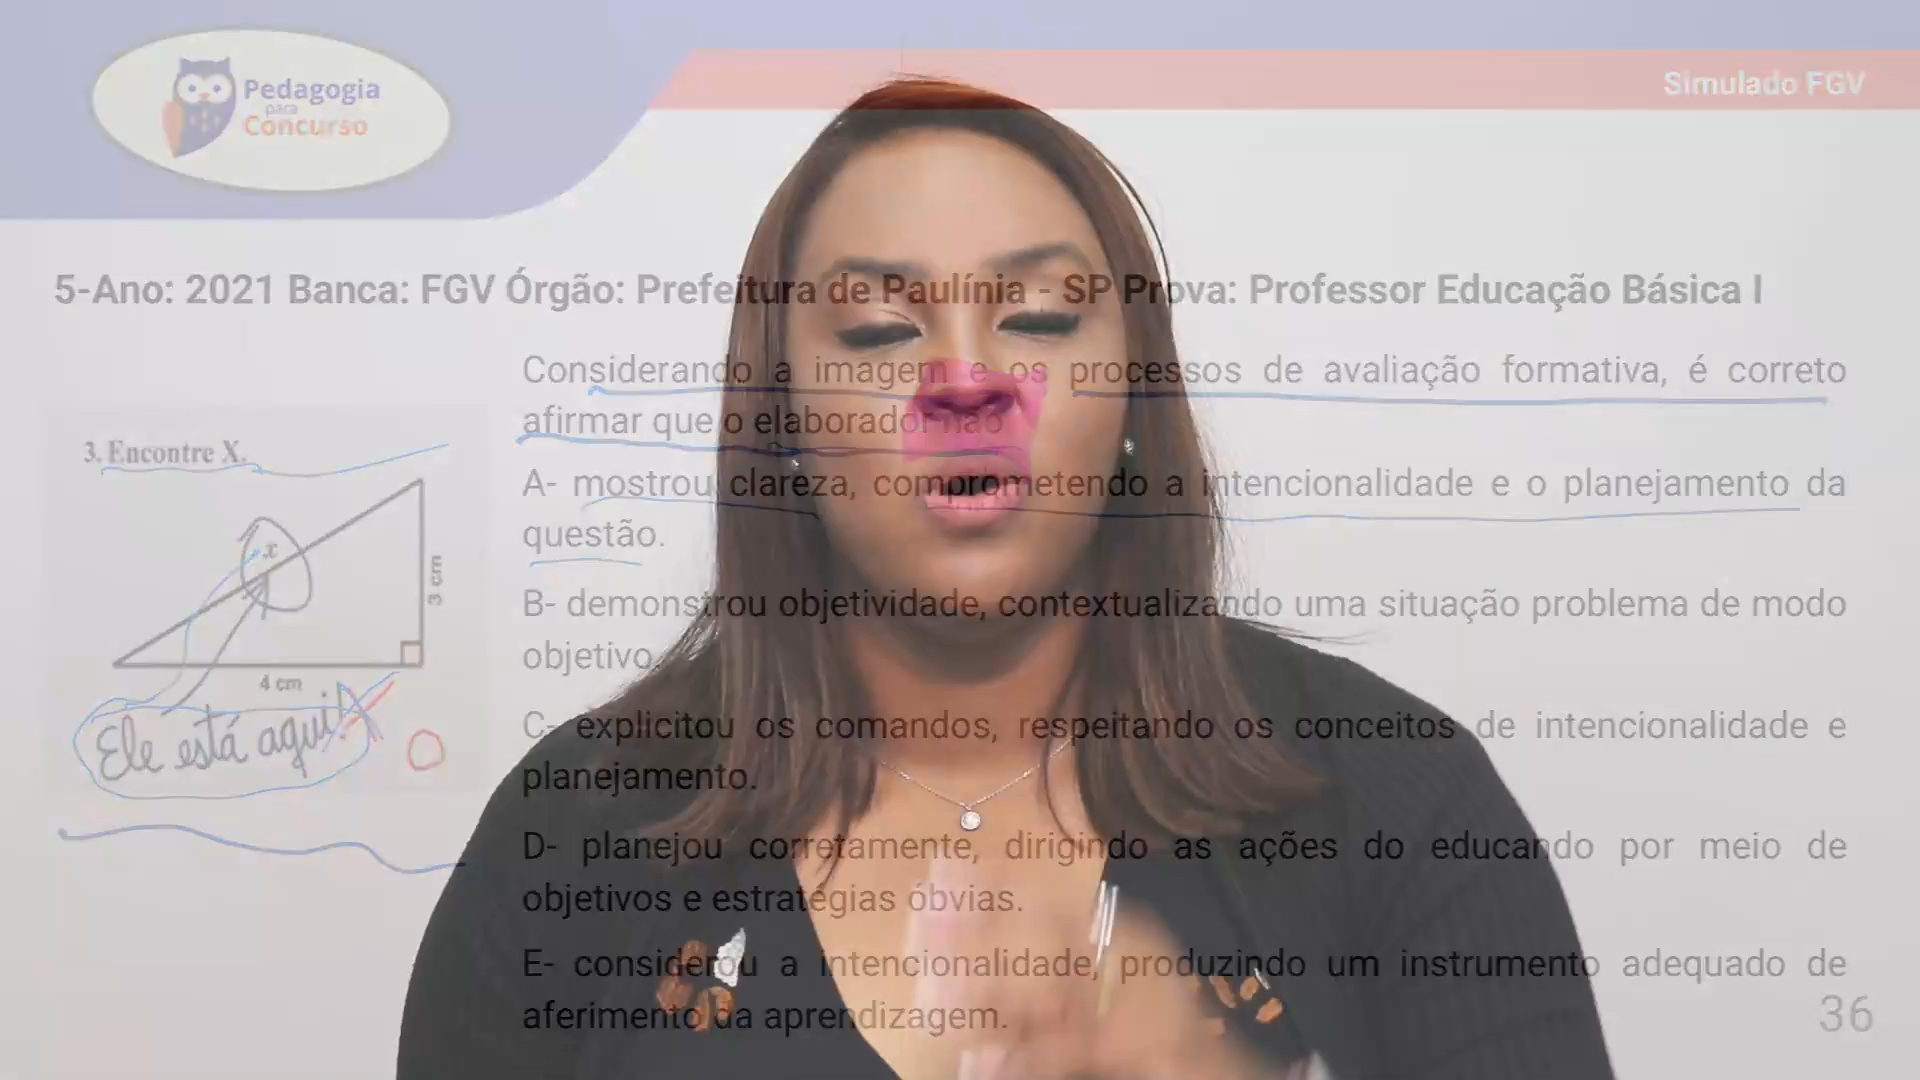 Pedagogia
para
Concurso
Simulado FGV
5-Ano: 2021 Banca: FGV Órgão: Prefeitura de Paulínia - SP Prova: Professor Educação Básica I
Considerando a imagem e os processos de avaliação formativa, é correto
afirmar que o elaborador não
3. Encontre X.
x
3 cm
4 cm
Ele está aqui!
A- mostrou clareza, comprometendo a intencionalidade e o planejamento da
questão.
B- demonstrou objetividade, contextualizando uma situação problema de modo
objetivo.
C- explicitou os comandos, respeitando os conceitos de intencionalidade e
planejamento.
D- planejou corretamente, dirigindo as ações do educando por meio de
objetivos e estratégias óbvias.
E- considerou a intencionalidade, produzindo um instrumento adequado de
aferimento da aprendizagem.
36